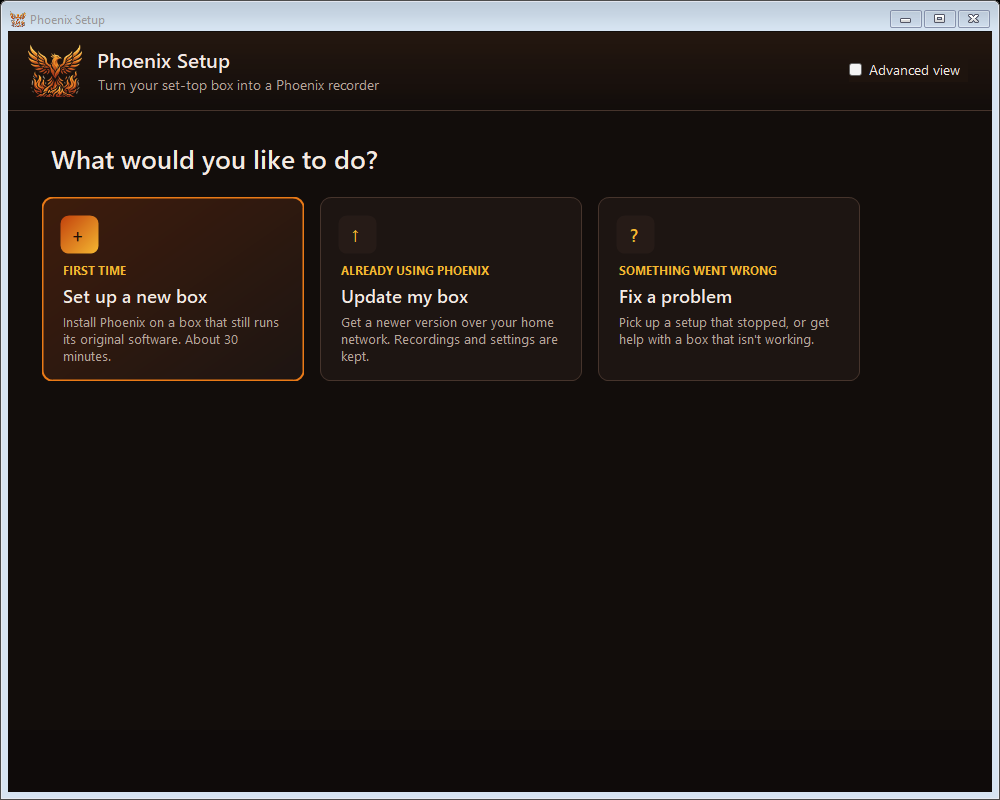 Phoenix Setup
Phoenix Setup
Turn your set-top box into a Phoenix recorder
Advanced view
What would you like to do?
+
FIRST TIME
Set up a new box
Install Phoenix on a box that still runs
its original software. About 30
minutes.
↑
ALREADY USING PHOENIX
Update my box
Get a newer version over your home
network. Recordings and settings are
kept.
?
SOMETHING WENT WRONG
Fix a problem
Pick up a setup that stopped, or get
help with a box that isn't working.